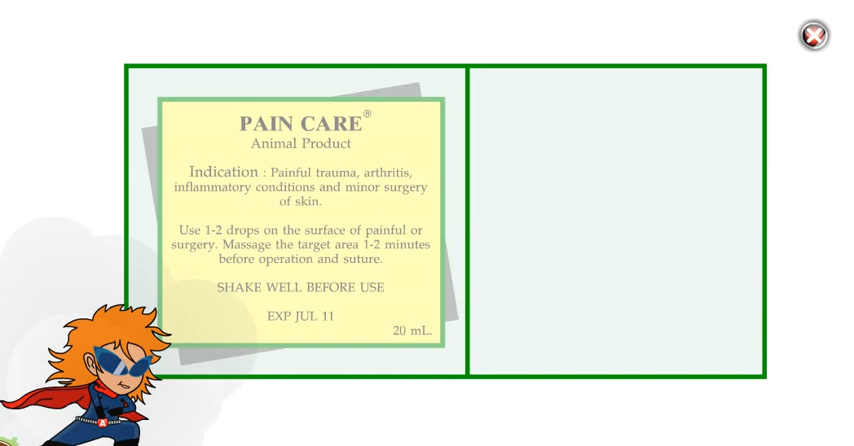 PAIN CARE®
Animal Product
Indication : Painful trauma, arthritis,
inflammatory conditions and minor surgery
of skin.
Use 1-2 drops on the surface of painful or
surgery. Massage the target area 1-2 minutes
before operation and suture.
SHAKE WELL BEFORE USE
EXP JUL 11
20 mL.
A